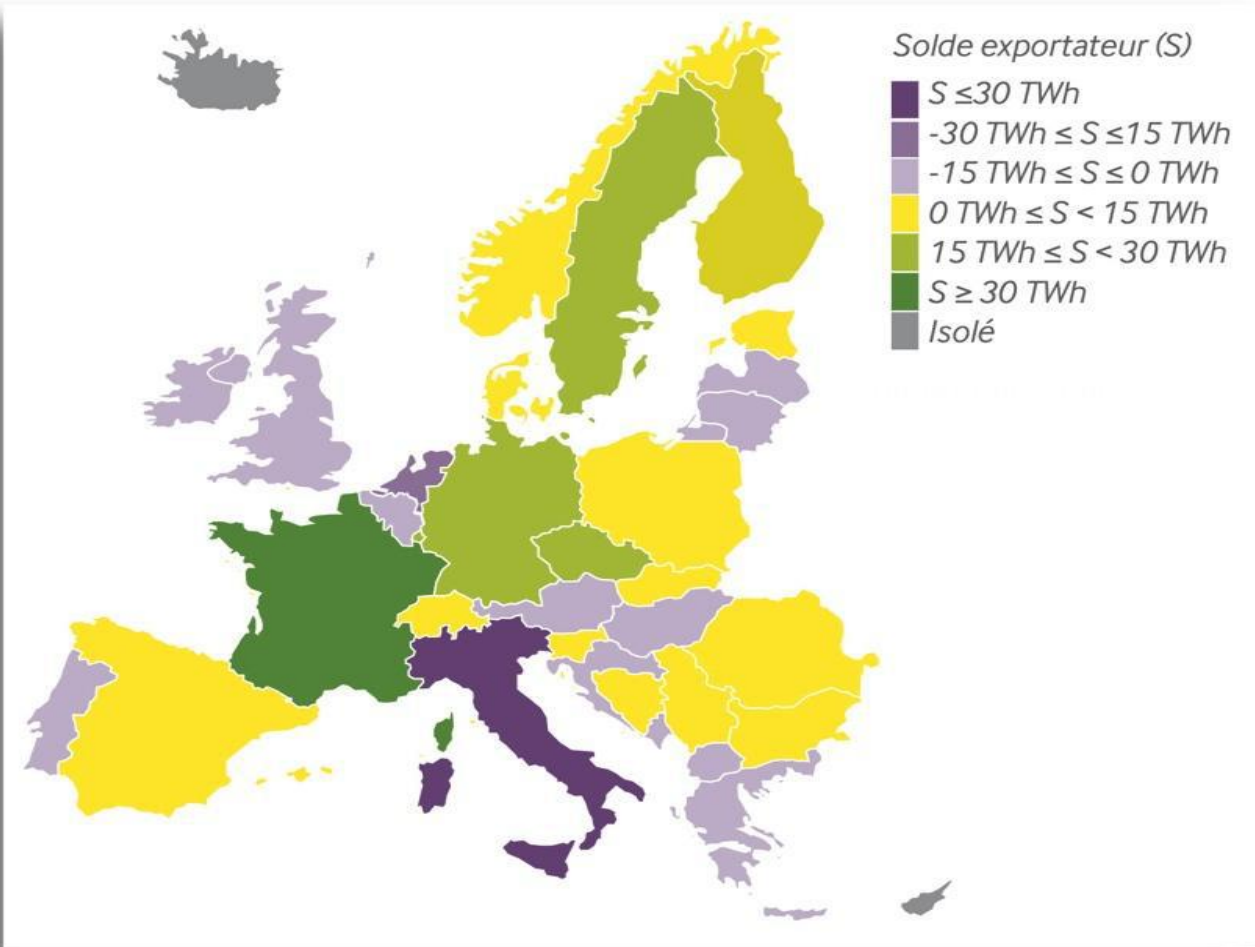 Solde exportateur (S)
S ≤30 TWh
-30 TWh ≤ S ≤15 TWh
-15 TWh ≤ S ≤ 0 TWh
0 TWh ≤ S < 15 TWh
15 TWh ≤ S < 30 TWh
S ≥ 30 TWh
Isolé